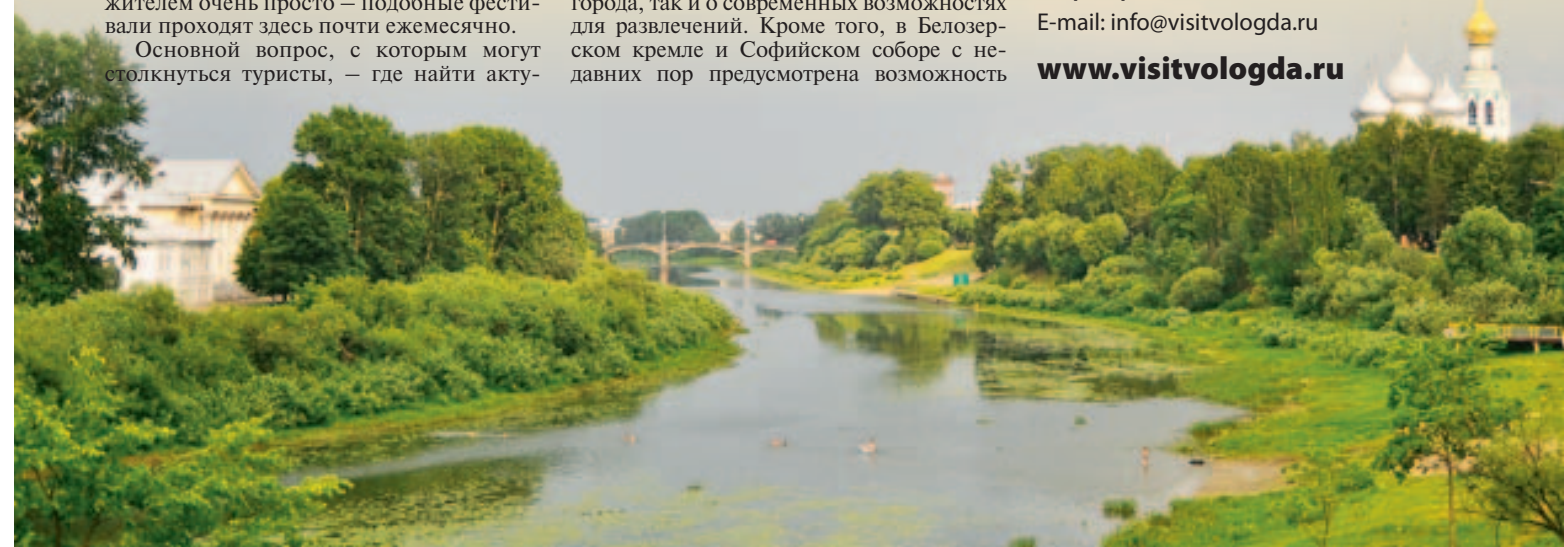 жителем очень просто – подобные фести-
вали проходят здесь почти ежемесячно.
Основной вопрос, с которым могут
столкнуться туристы, – где найти акту-
города, так и о современных возможностях
для развлечений. Кроме того, в Белозер-
ском кремле и Софийском соборе с не-
давних пор предусмотрена возможность
E-mail: info@visitvologda.ru
www.visitvologda.ru